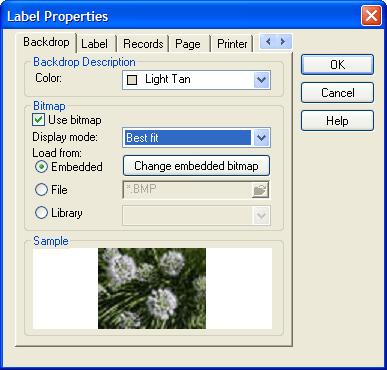 Label Properties
Backdrop Label Records Page Printer
Backdrop Description
Color: Light Tan
Bitmap
Use bitmap
Display mode: Best fit
Load from:
Embedded Change embedded bitmap
File *.BMP
Library
Sample
OK
Cancel
Help